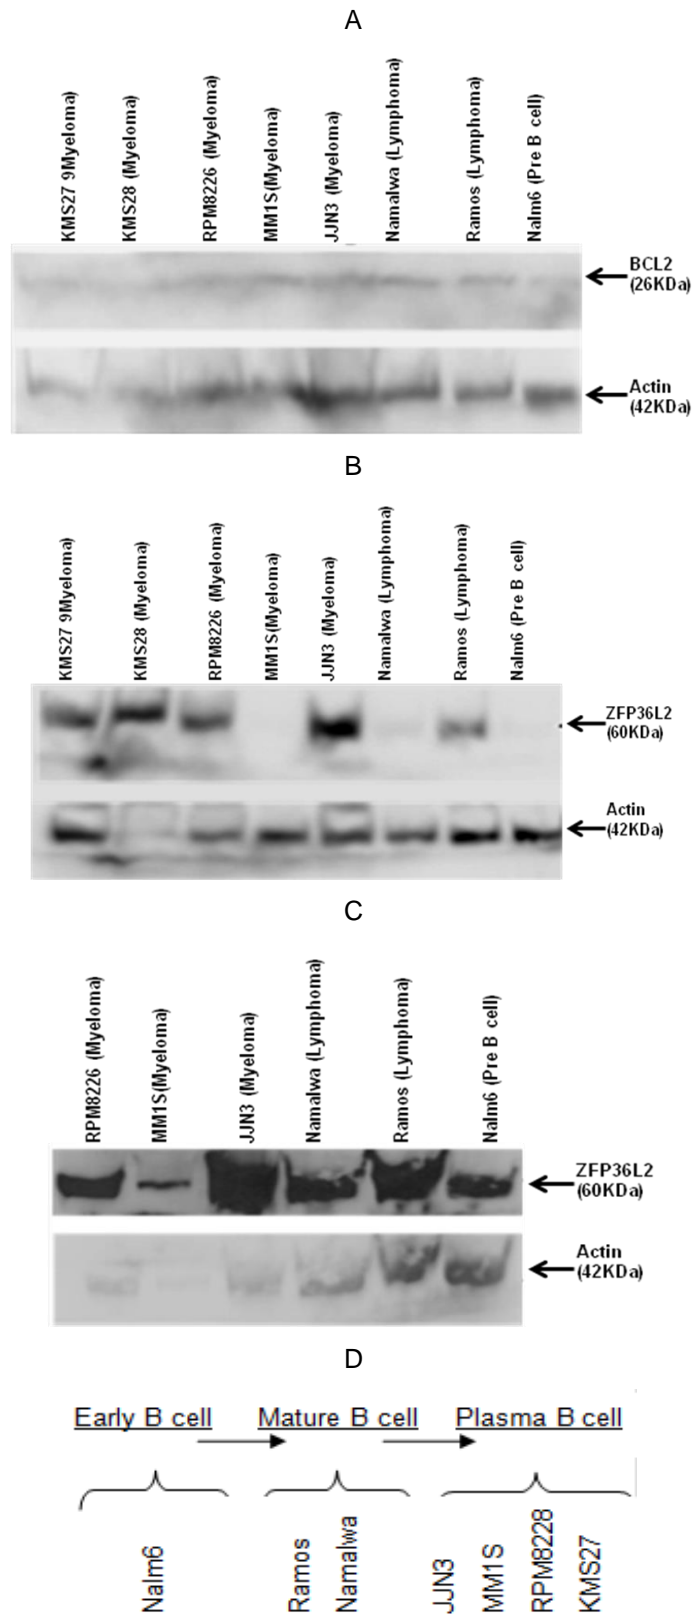 A
KMS27 9Myeloma)
KMS28 (Myeloma)
RPM8226 (Myeloma)
MM1S(Myeloma)
JJN3 (Myeloma)
Namalwa (Lymphoma)
Ramos (Lymphoma)
Nalm6 (Pre B cell)
BCL2
(26KDa)
Actin
(42KDa)
B
KMS27 9Myeloma)
KMS28 (Myeloma)
RPM8226 (Myeloma)
MM1S(Myeloma)
JJN3 (Myeloma)
Namalwa (Lymphoma)
Ramos (Lymphoma)
Nalm6 (Pre B cell)
ZFP36L2
(60KDa)
Actin
(42KDa)
C
RPM8226 (Myeloma)
MM1S(Myeloma)
JJN3 (Myeloma)
Namalwa (Lymphoma)
Ramos (Lymphoma)
Nalm6 (Pre B cell)
ZFP36L2
(60KDa)
Actin
(42KDa)
D
Early B cell
Mature B cell
Plasma B cell
Nalm6
Ramos
Namalwa
JJN3
MM1S
RPM8228
KMS27